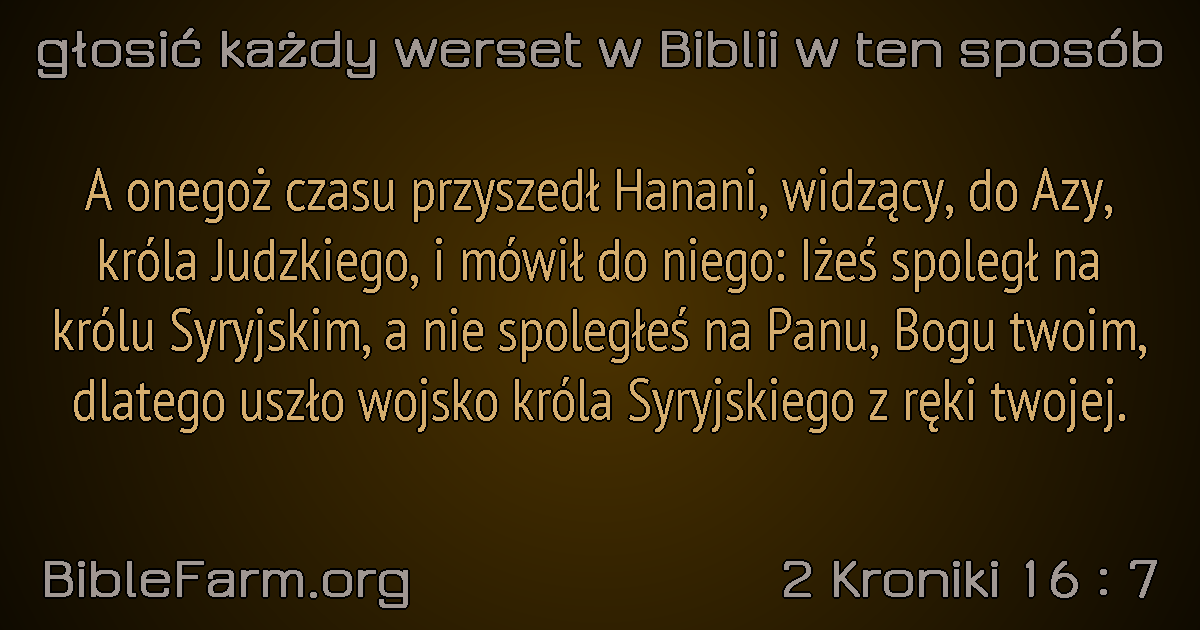 głosić każdy werset w Biblii w ten sposób
A onegoż czasu przyszedł Hanani, widzący, do Azy,
króla Judzkiego, i mówił do niego: Iżeś spoległ na
królu Syryjskim, a nie spoległeś na Panu, Bogu twoim,
dlatego uszło wojsko króla Syryjskiego z ręki twojej.
BibleFarm.org
2 Kroniki 16 : 7